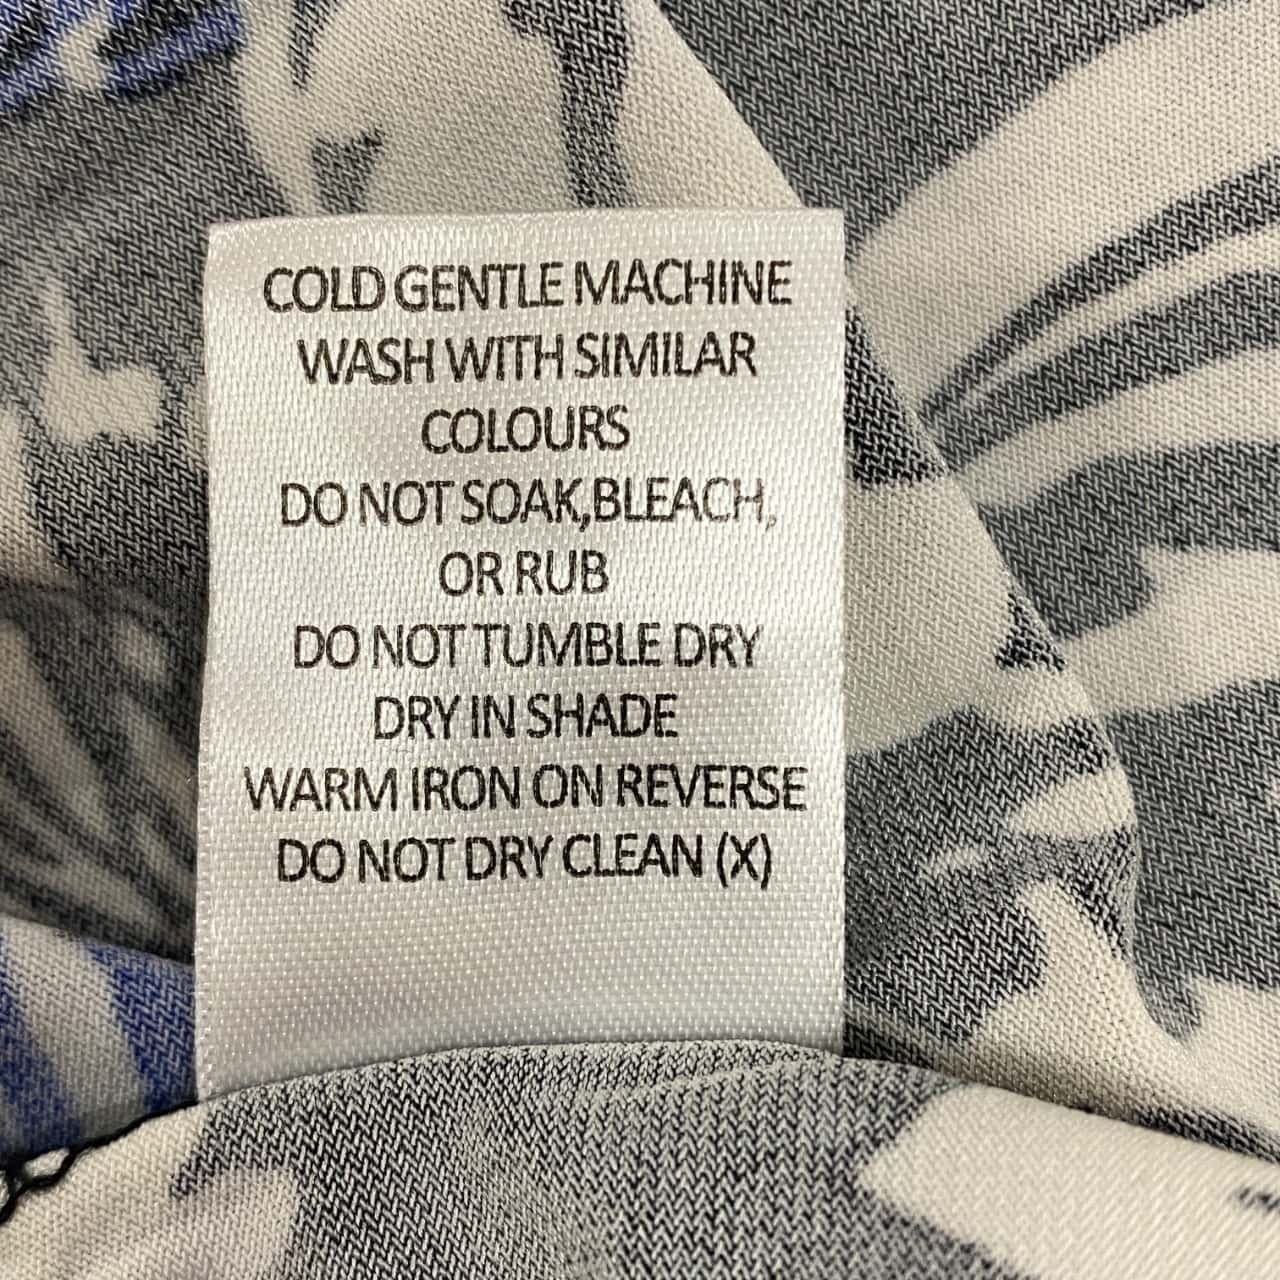 COLD GENTLE MACHINE
WASH WITH SIMILAR
COLOURS
DO NOT SOAK,BLEACH,
OR RUB
DO NOT TUMBLE DRY
DRY IN SHADE
WARM IRON ON REVERSE
DO NOT DRY CLEAN (X)